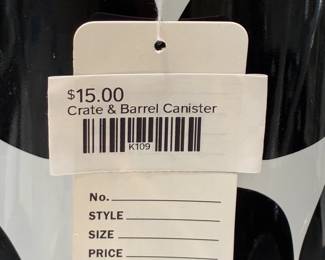 $15.00
Crate & Barrel Canister
K109
No.
STYLE
SIZE
PRICE